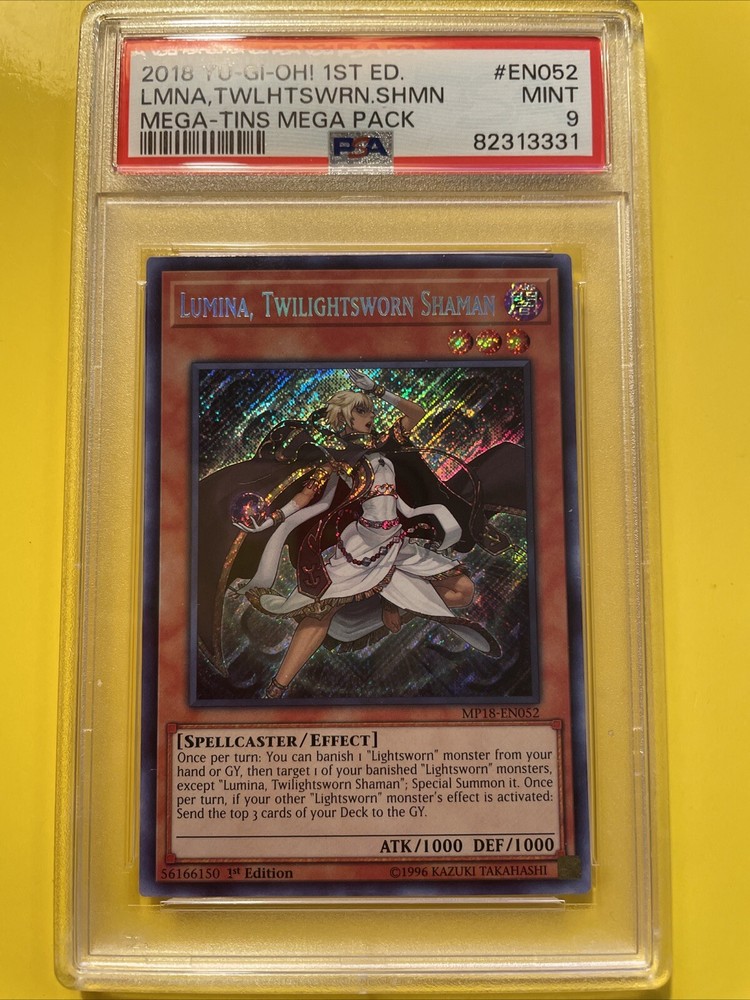 2018 YU-GI-OH! 1ST ED. #EN052
LMNA,TWLHTSWRN.SHMN MINT
MEGA-TINS MEGA PACK 9
PSA 82313331
LUMINA, TWILIGHTSWORN SHAMAN
MP18-EN052
[SPELLCASTER/EFFECT]
Once per turn: You can banish 1 "Lightsworn" monster from your
hand or GY, then target 1 of your banished "Lightsworn" monsters,
except "Lumina, Twilightsworn Shaman"; Special Summon it. Once
per turn, if your other "Lightsworn" monster's effect is activated:
Send the top 3 cards of your Deck to the GY.
ATK/1000 DEF/1000
56166150 1st Edition ©1996 KAZUKI TAKAHASHI